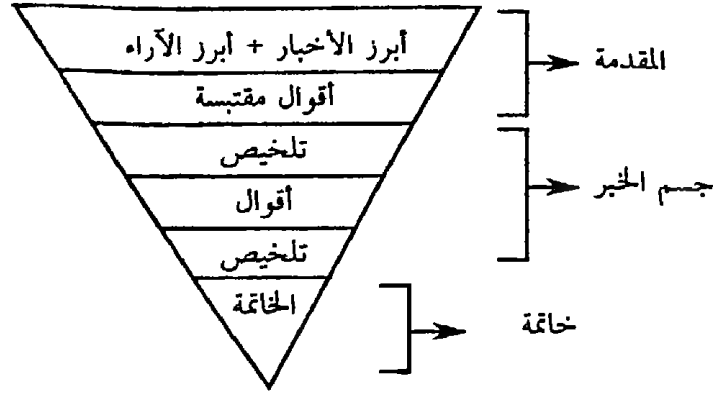 أبرز الأخبار + أبرز الآراء
المقدمة
أقوال مقتبسة
تلخيص
جسم الخبر
أقوال
تلخيص
الخاتمة
خاتمة